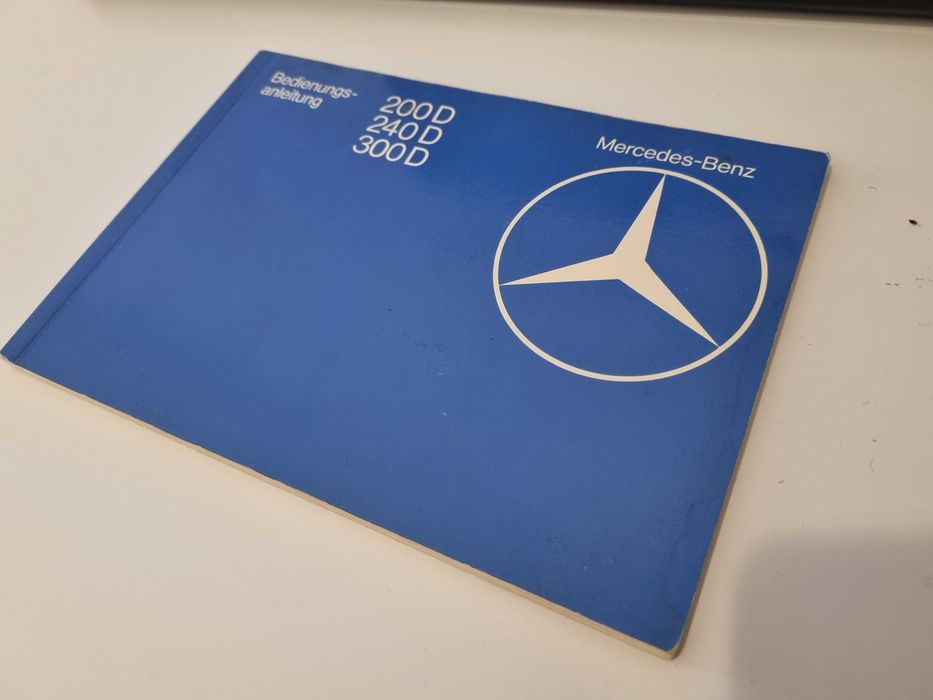 Bedienungs-
anleitung
200 D
240 D
300 D
Mercedes-Benz